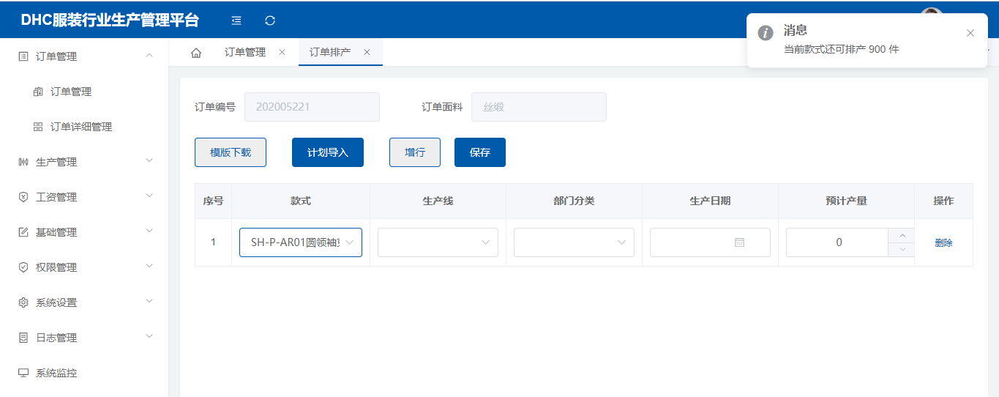 DHC服装行业生产管理平台
消息
当前款式还可排产 900 件
订单管理
订单管理
订单详细管理
生产管理
工资管理
基础管理
权限管理
系统设置
日志管理
系统监控
订单管理 订单排产
订单编号 202005221 订单面料 丝缎
模版下载 计划导入 增行 保存
序号 款式 生产线 部门分类 生产日期 预计产量 操作
1 SH-P-AR01圆领袖 0 删除